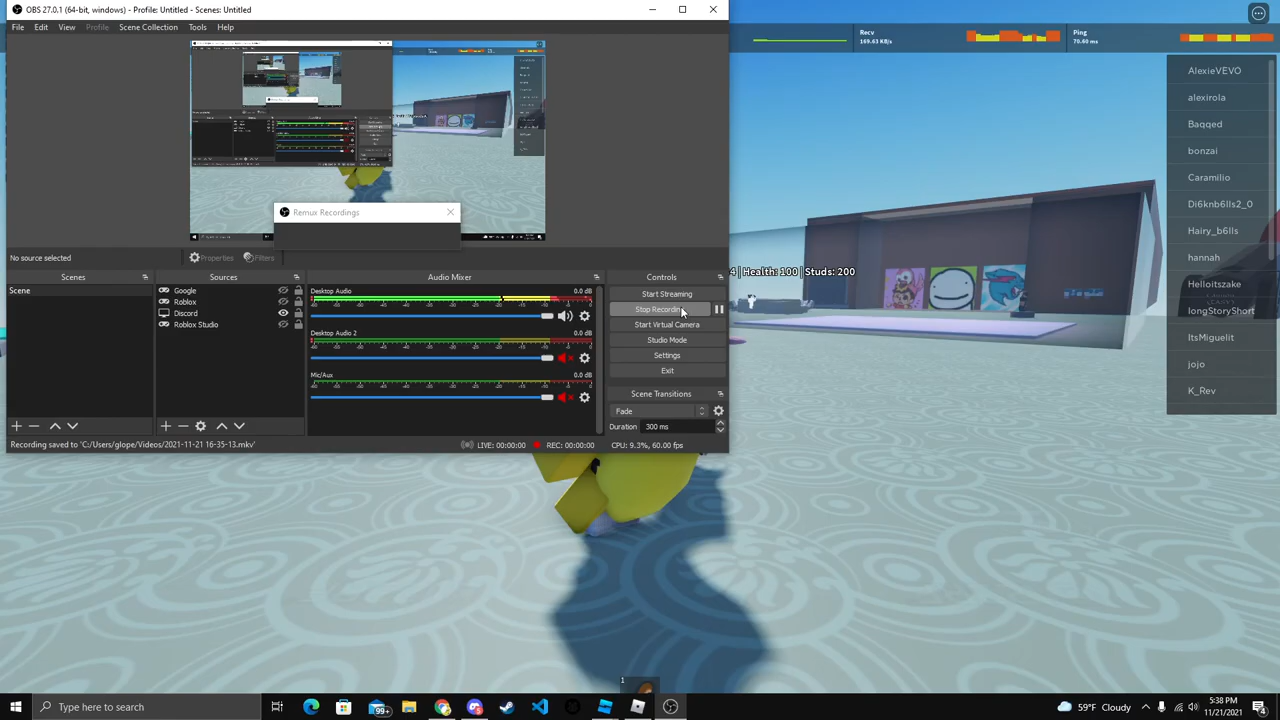 OBS 27.0.1 (64-bit, windows) - Profile: Untitled - Scenes: Untitled
File Edit View Profile Scene Collection Tools Help
Recv
169.63 KB/s
Ping
70.60 ms
AlexieVEVO
alexirola
Baqged
bonzai
Caramilio
Di6knb6lls2_0
hannah
Helloitszake
longStoryShort
Miguelit
Jojo
K_Rev
Remux Recordings
4 | Health: 100 | Studs: 200
No source selected
Properties
Filters
Scenes
Scene
Sources
Google
Roblox
Discord
Roblox Studio
Audio Mixer
Desktop Audio 0.0 dB
Desktop Audio 2 0.0 dB
Mic/Aux 0.0 dB
Controls
Start Streaming
Stop Recording
Start Virtual Camera
Studio Mode
Settings
Exit
Scene Transitions
Fade
Duration 300 ms
Recording saved to 'C:/Users/glope/Videos/2021-11-21 16-35-13.mkv'
LIVE: 00:00:00
REC: 00:00:00
CPU: 9.3%, 60.00 fps
1
Type here to search
99+
73°F Cloudy
5:38 PM
11/21/2021